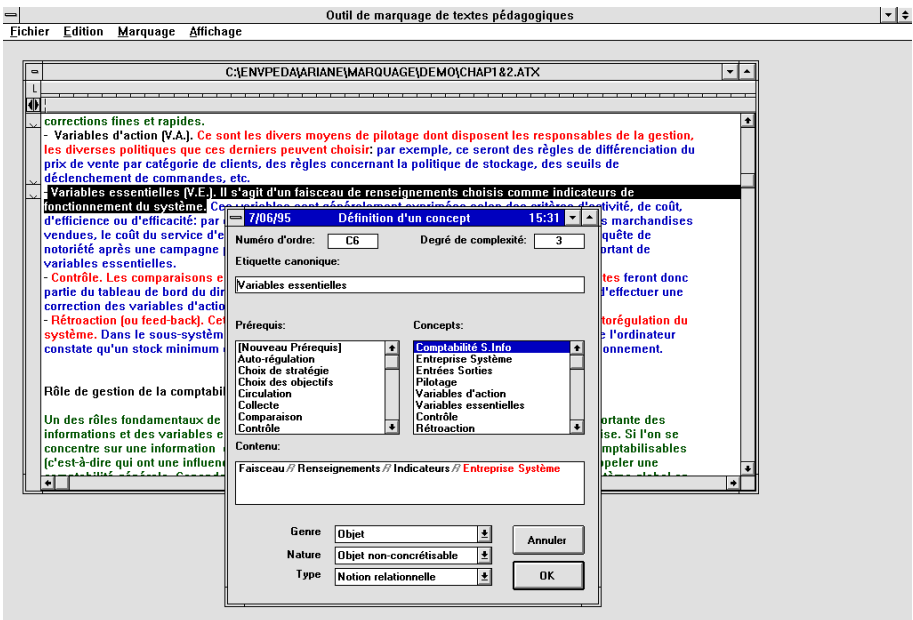 Outil de marquage de textes pédagogiques
Fichier Edition Marquage Affichage
C:\ENVPEDA\ARIANE\MARQUAGE\DEMO\CHAP1&2.ATX
L
corrections fines et rapides.
- Variables d'action (V.A.). Ce sont les divers moyens de pilotage dont disposent les responsables de la gestion,
les diverses politiques que ces derniers peuvent choisir: par exemple, ce seront des règles de différenciation du
prix de vente par catégorie de clients, des règles concernant la politique de stockage, des seuils de
déclenchement de commandes, etc.
- Variables essentielles (V.E.). Il s'agit d'un faisceau de renseignements choisis comme indicateurs de
fonctionnement du système. Ces variables sont généralement exprimées selon des critères d'activité, de coût,
d'efficience ou d'efficacité: par marchandises
vendues, le coût du service d'e quête de
notoriété après une campagne ortant de
variables essentielles.
- Contrôle. Les comparaisons e tes feront donc
partie du tableau de bord du dir d'effectuer une
correction des variables d'actio
- Rétroaction (ou feed-back). Cet torégulation du
système. Dans le sous-systèm e l'ordinateur
constate qu'un stock minimum onnement.
Rôle de gestion de la comptabil
Un des rôles fondamentaux de ortante des
informations et des variables e ise. Si l'on se
concentre sur une information mptabilisables
(c'est-à-dire qui ont une influen peler une
7/06/95 Définition d'un concept 15:31
Numéro d'ordre: C6 Degré de complexité: 3
Etiquette canonique:
Variables essentielles
Prérequis: Concepts:
[Nouveau Prérequis] Comptabilité S.Info
Auto-régulation Entreprise Système
Choix de stratégie Entrées Sorties
Choix des objectifs Pilotage
Circulation Variables d'action
Collecte Variables essentielles
Comparaison Contrôle
Contrôle Rétroaction
Contenu:
Faisceau // Renseignements // Indicateurs // Entreprise Système
Genre Objet Annuler
Nature Objet non-concrétisable
Type Notion relationnelle OK